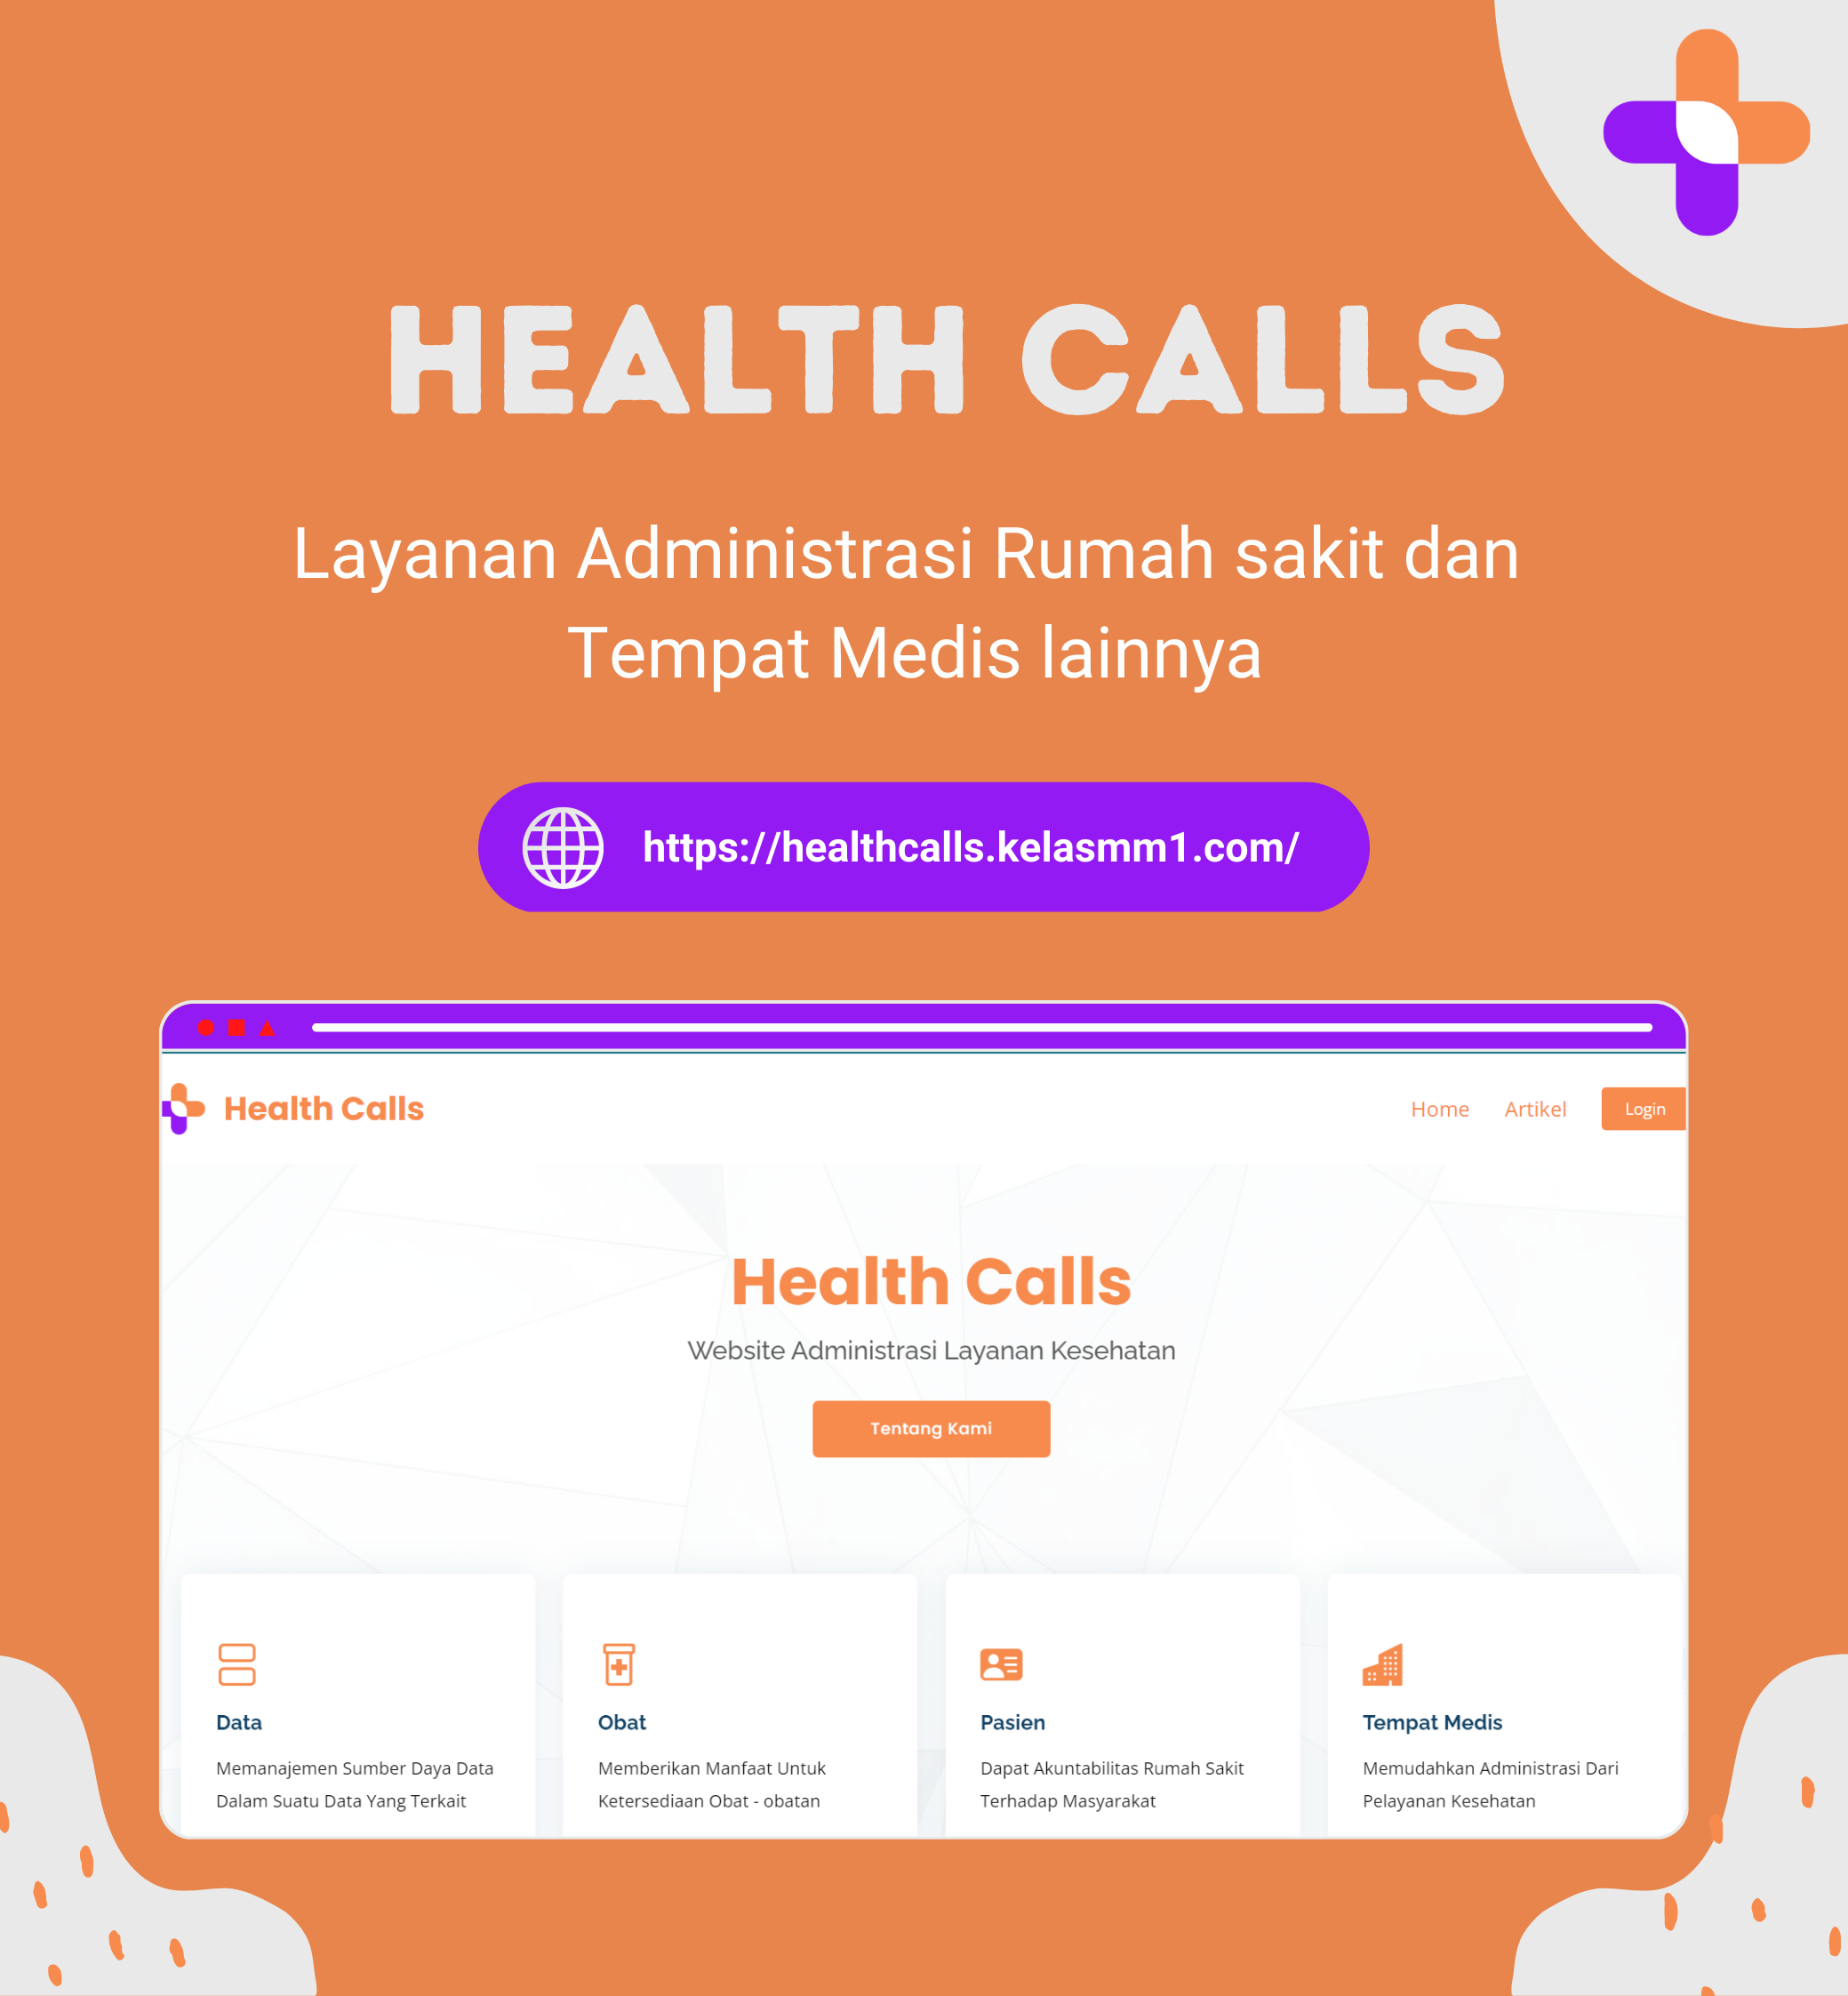 HEALTH CALLS
Layanan Administrasi Rumah sakit dan
Tempat Medis lainnya
https://healthcalls.kelasmm1.com/
Health Calls
Home
Artikel
Login
Health Calls
Website Administrasi Layanan Kesehatan
Tentang Kami
Data
Memanajemen Sumber Daya Data
Dalam Suatu Data Yang Terkait
Obat
Memberikan Manfaat Untuk
Ketersediaan Obat - obatan
Pasien
Dapat Akuntabilitas Rumah Sakit
Terhadap Masyarakat
Tempat Medis
Memudahkan Administrasi Dari
Pelayanan Kesehatan